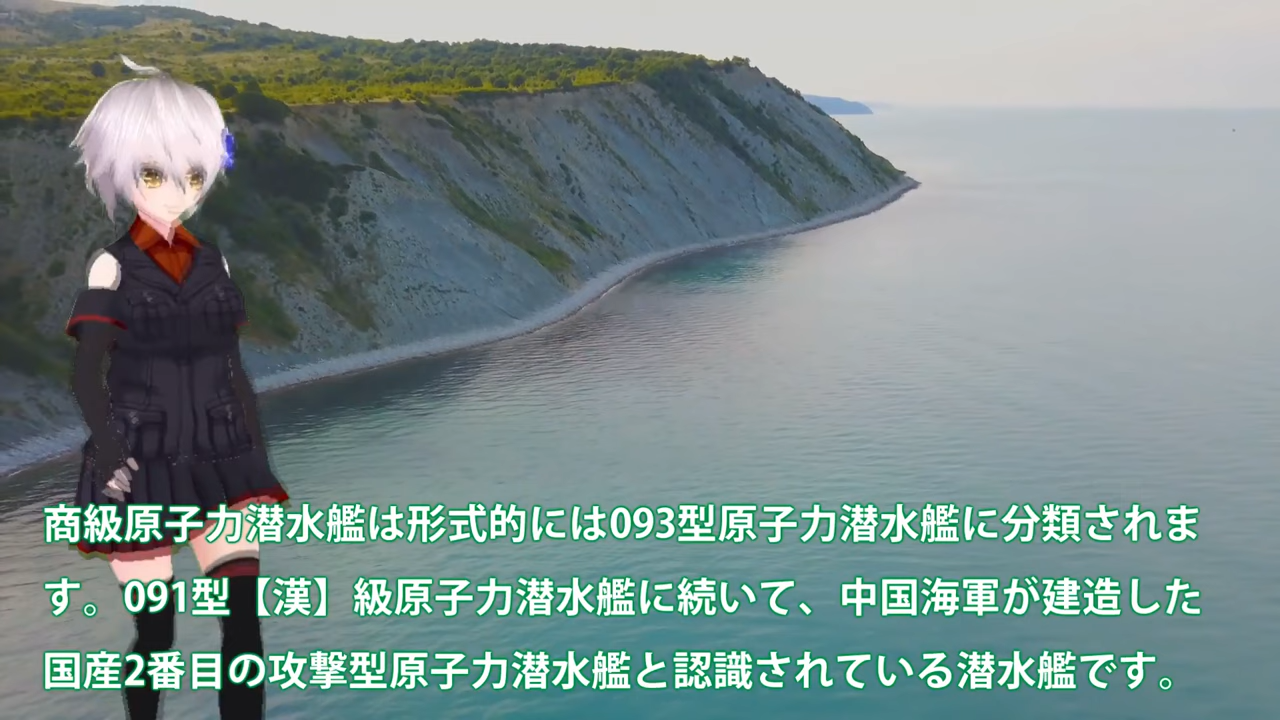 商級原子力潜水艦は形式的には093型原子力潜水艦に分類されま
す。091型【漢】級原子力潜水艦に続いて、中国海軍が建造した
国産2番目の攻撃型原子力潜水艦と認識されている潜水艦です。